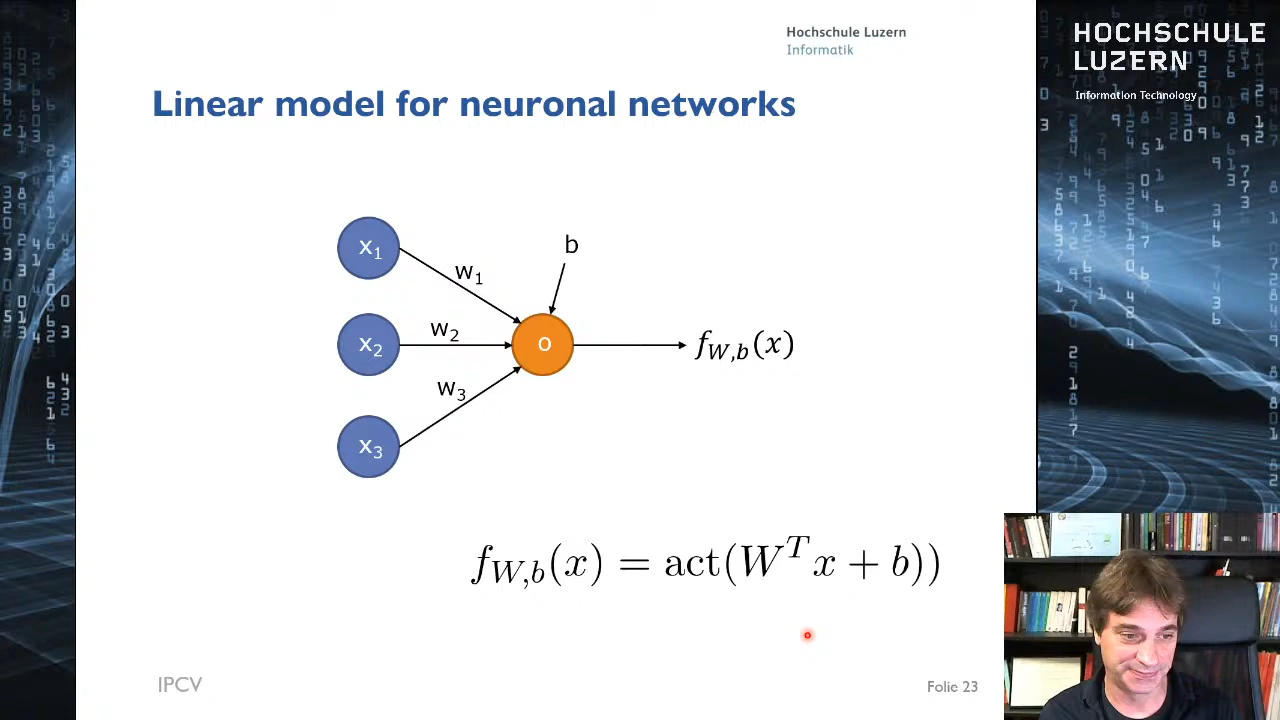 Hochschule Luzern
Informatik
HOCHSCHULE
LUZERN
Information Technology
Linear model for neuronal networks
x₁
w₁
b
x₂
w₂
o
f_{W,b}(x)
w₃
x₃
f_{W,b}(x) = act(W^T x + b))
IPCV
Folie 23